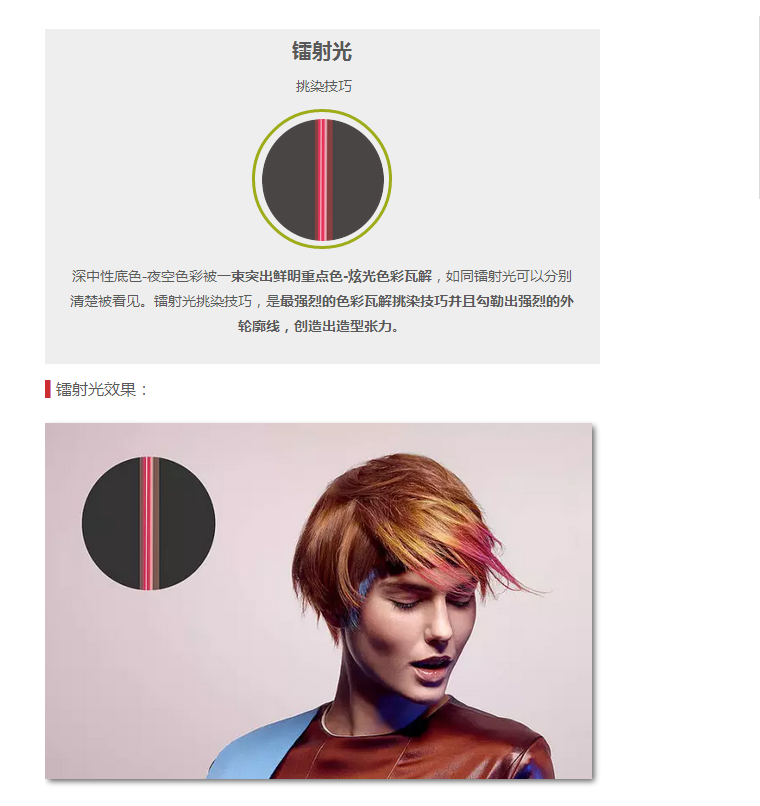 镭射光
挑染技巧
深中性底色-夜空色彩被一束突出鲜明重点色-炫光色彩瓦解，如同镭射光可以分别
清楚被看见。镭射光挑染技巧，是最强烈的色彩瓦解挑染技巧并且勾勒出强烈的外
轮廓线，创造出造型张力。
镭射光效果：